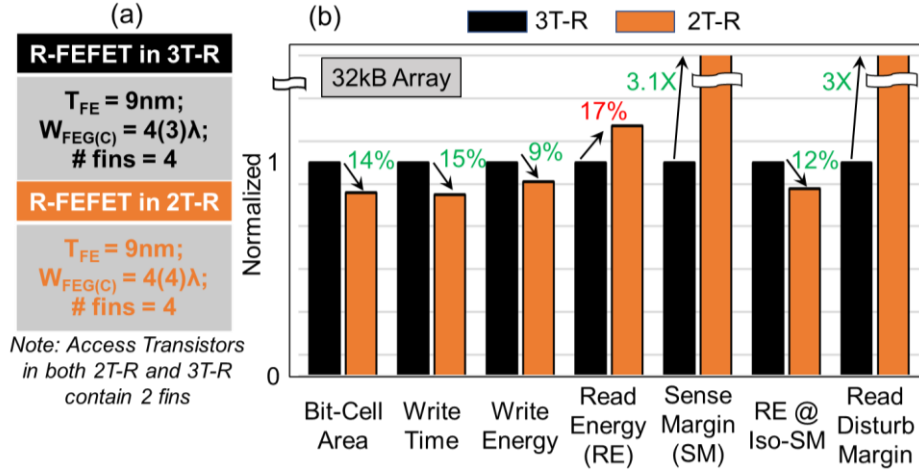 (a)
R-FEFET in 3T-R
T_FE = 9nm;
W_FEG(C) = 4(3)λ;
# fins = 4
R-FEFET in 2T-R
T_FE = 9nm;
W_FEG(C) = 4(4)λ;
# fins = 4
Note: Access Transistors
in both 2T-R and 3T-R
contain 2 fins
(b)
3T-R
2T-R
32kB Array
Normalized
1
0
14%
15%
9%
17%
3.1X
12%
3X
Bit-Cell
Area
Write
Time
Write
Energy
Read
Energy
(RE)
Sense
Margin
(SM)
RE @
Iso-SM
Read
Disturb
Margin